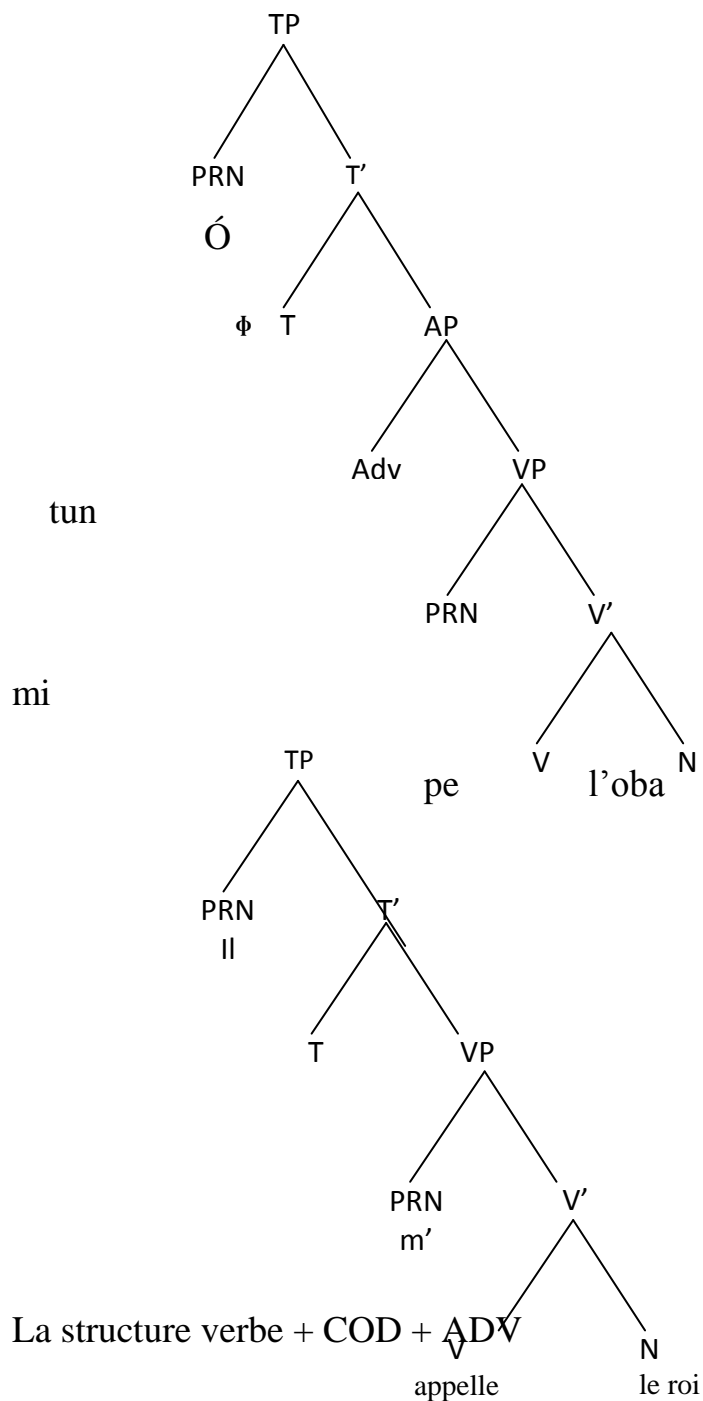 TP
PRN T’
Ó
Φ T AP
Adv VP
tun
PRN V’
mi
V N
pe l’oba
TP
PRN T’
Il
T VP
PRN V’
m’
La structure verbe + COD + ADV
V N
appelle le roi